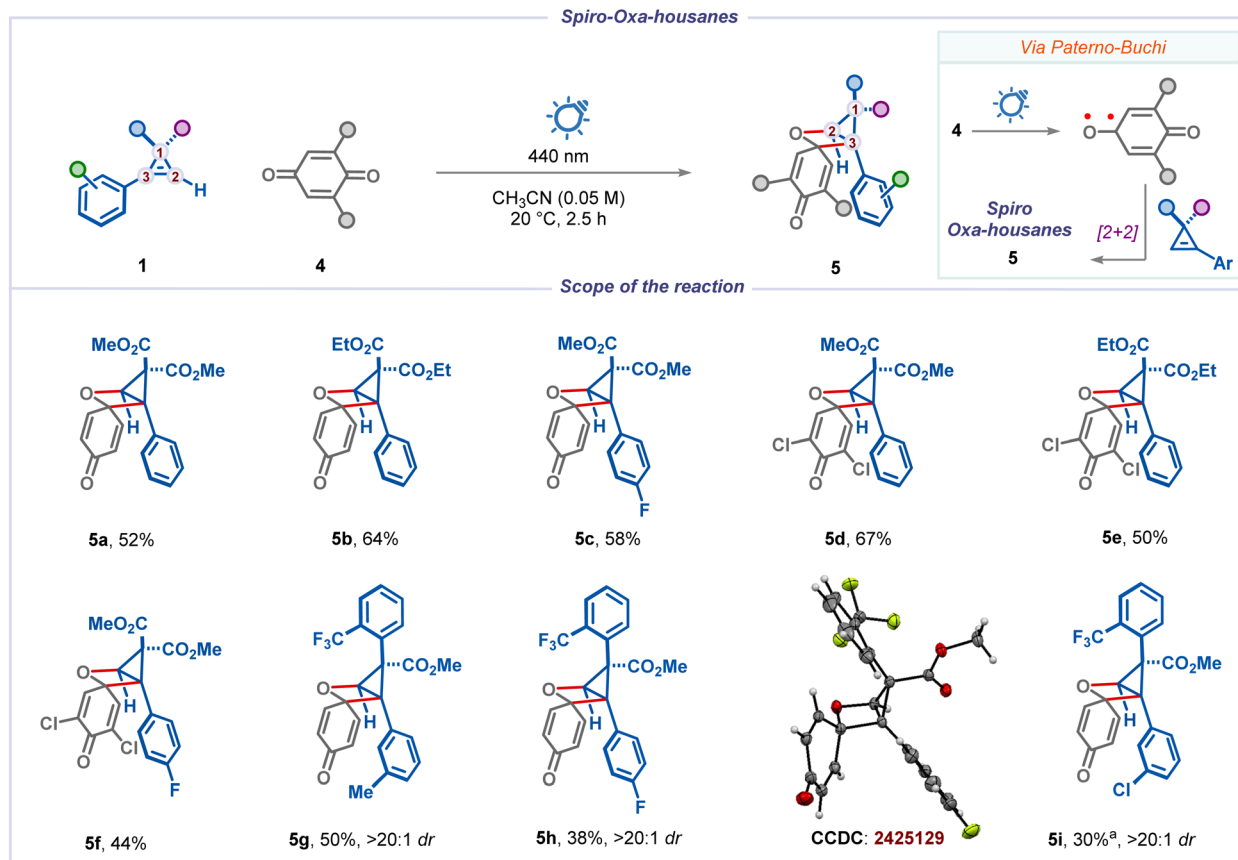 Spiro-Oxa-housanes
Via Paterno-Buchi
1
3
2
H
O
O
440 nm
CH3CN (0.05 M)
20 °C, 2.5 h
1
2
3
O
H
O
4
O
O
Spiro
Oxa-housanes
5
[2+2]
Ar
1
4
5
Scope of the reaction
MeO2C
CO2Me
O
H
O
5a, 52%
EtO2C
CO2Et
O
H
O
5b, 64%
MeO2C
CO2Me
O
H
O
F
5c, 58%
MeO2C
CO2Me
O
H
Cl
Cl
O
5d, 67%
EtO2C
CO2Et
O
H
Cl
Cl
O
5e, 50%
MeO2C
CO2Me
O
H
Cl
Cl
O
F
5f, 44%
F3C
CO2Me
O
H
O
Me
5g, 50%, >20:1 dr
F3C
CO2Me
O
H
O
F
5h, 38%, >20:1 dr
CCDC: 2425129
F3C
CO2Me
O
H
O
Cl
5i, 30%a, >20:1 dr